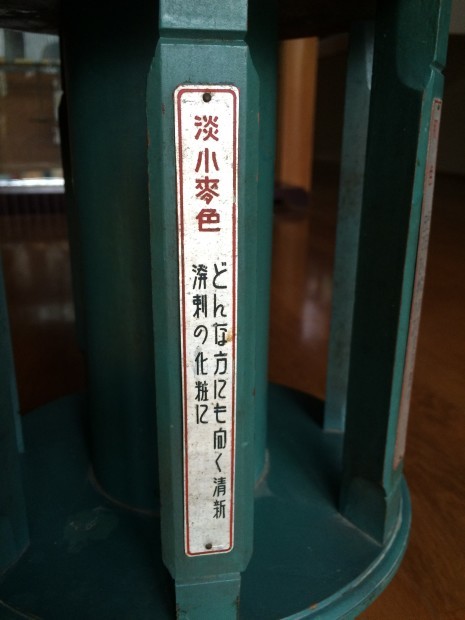 淡小麥色
どんな方にも向く清新
溌剌の化粧に